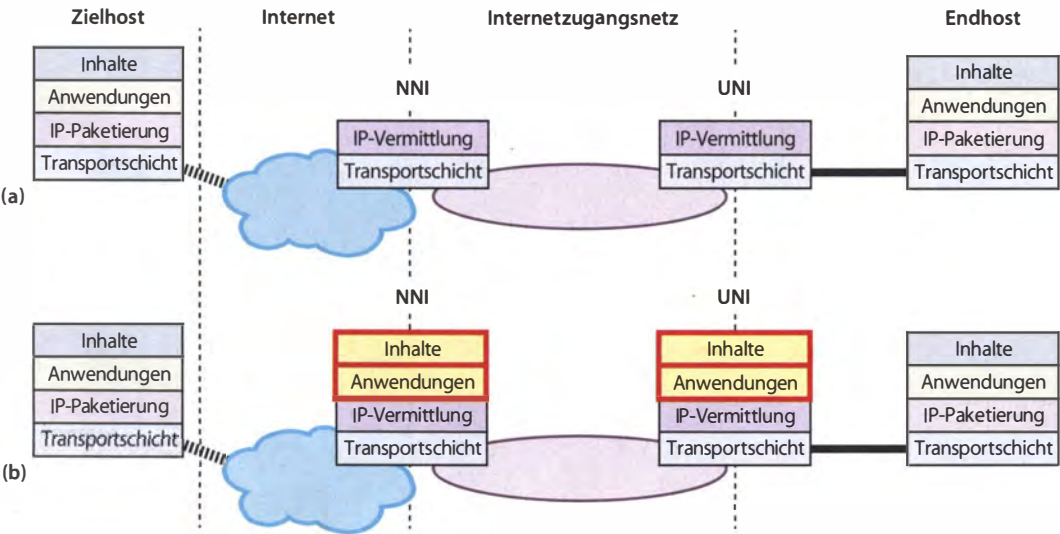 Zielhost Internet Internetzugangsnetz Endhost
Inhalte
Anwendungen
IP-Paketierung
Transportschicht
NNI
IP-Vermittlung
Transportschicht
UNI
IP-Vermittlung
Transportschicht
Inhalte
Anwendungen
IP-Paketierung
Transportschicht
(a)
Inhalte
Anwendungen
IP-Paketierung
Transportschicht
NNI
Inhalte
Anwendungen
IP-Vermittlung
Transportschicht
UNI
Inhalte
Anwendungen
IP-Vermittlung
Transportschicht
Inhalte
Anwendungen
IP-Paketierung
Transportschicht
(b)